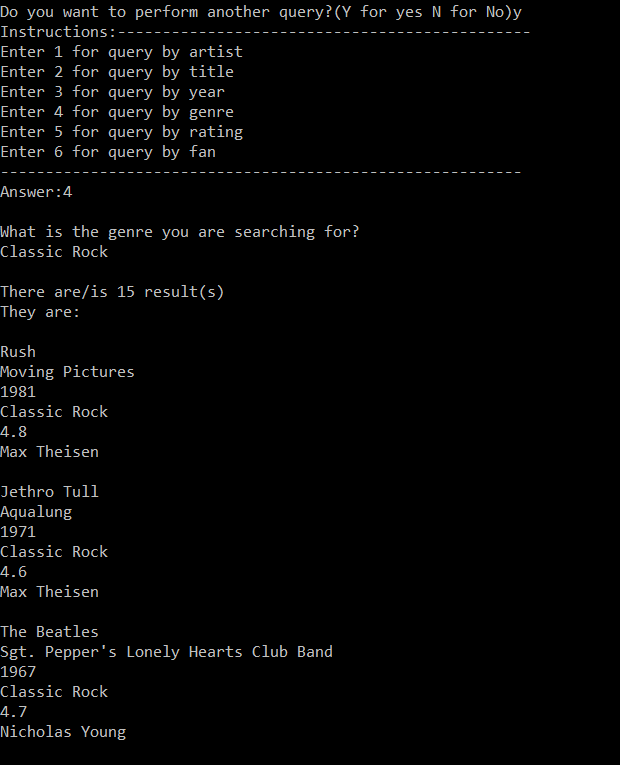 Do you want to perform another query?(Y for yes N for No)y
Instructions:----------------------------------------------
Enter 1 for query by artist
Enter 2 for query by title
Enter 3 for query by year
Enter 4 for query by genre
Enter 5 for query by rating
Enter 6 for query by fan
----------------------------------------------------------
Answer:4

What is the genre you are searching for?
Classic Rock

There are/is 15 result(s)
They are:

Rush
Moving Pictures
1981
Classic Rock
4.8
Max Theisen

Jethro Tull
Aqualung
1971
Classic Rock
4.6
Max Theisen

The Beatles
Sgt. Pepper's Lonely Hearts Club Band
1967
Classic Rock
4.7
Nicholas Young